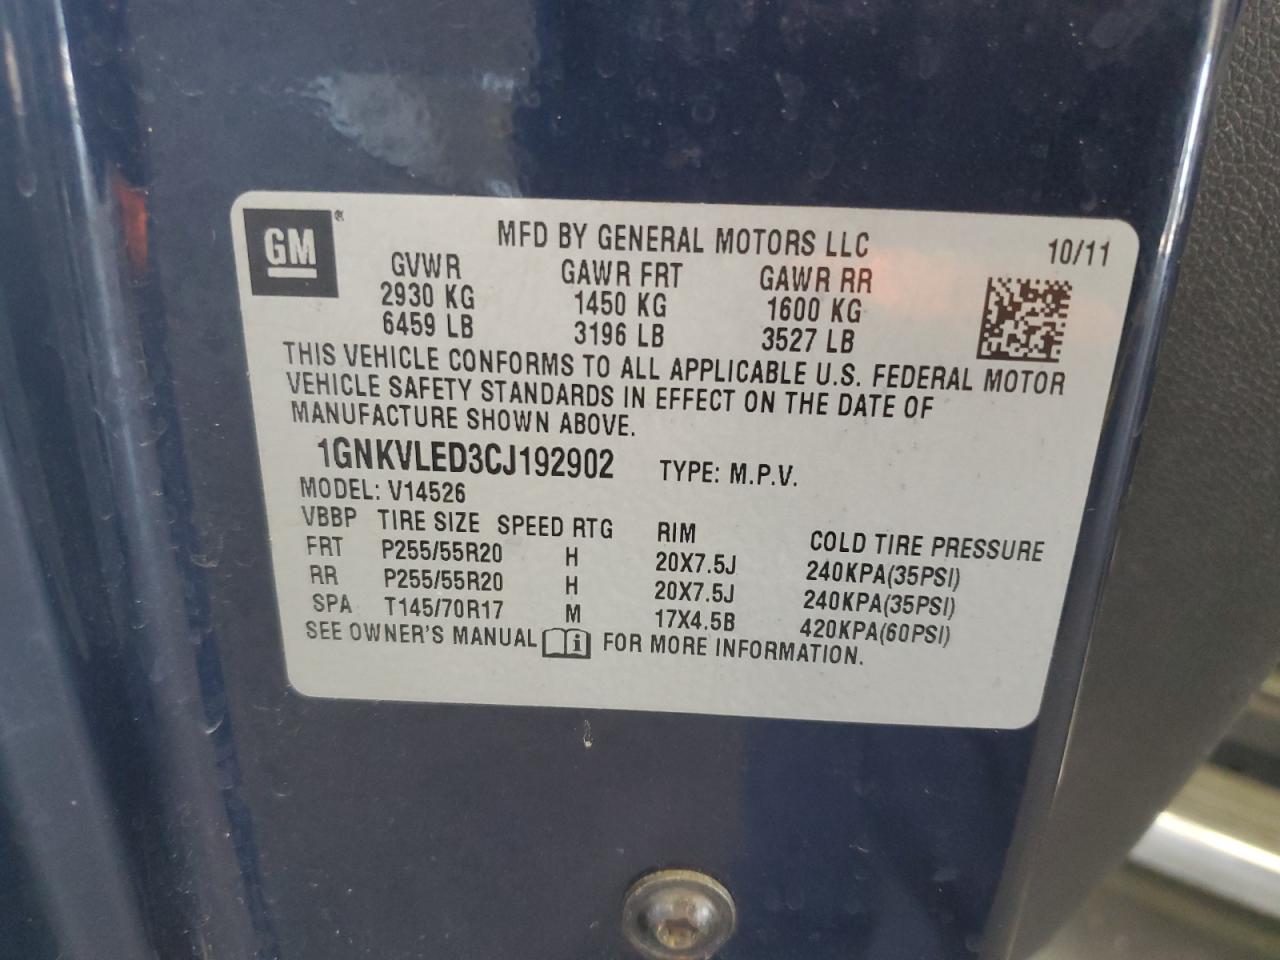 GM®
MFD BY GENERAL MOTORS LLC 10/11
GVWR GAWR FRT GAWR RR
2930 KG 1450 KG 1600 KG
6459 LB 3196 LB 3527 LB
THIS VEHICLE CONFORMS TO ALL APPLICABLE U.S. FEDERAL MOTOR
VEHICLE SAFETY STANDARDS IN EFFECT ON THE DATE OF
MANUFACTURE SHOWN ABOVE.
1GNKVLED3CJ192902 TYPE: M.P.V.
MODEL: V14526
VBBP TIRE SIZE SPEED RTG RIM COLD TIRE PRESSURE
FRT P255/55R20 H 20X7.5J 240KPA(35PSI)
RR P255/55R20 H 20X7.5J 240KPA(35PSI)
SPA T145/70R17 M 17X4.5B 420KPA(60PSI)
SEE OWNER'S MANUAL i FOR MORE INFORMATION.